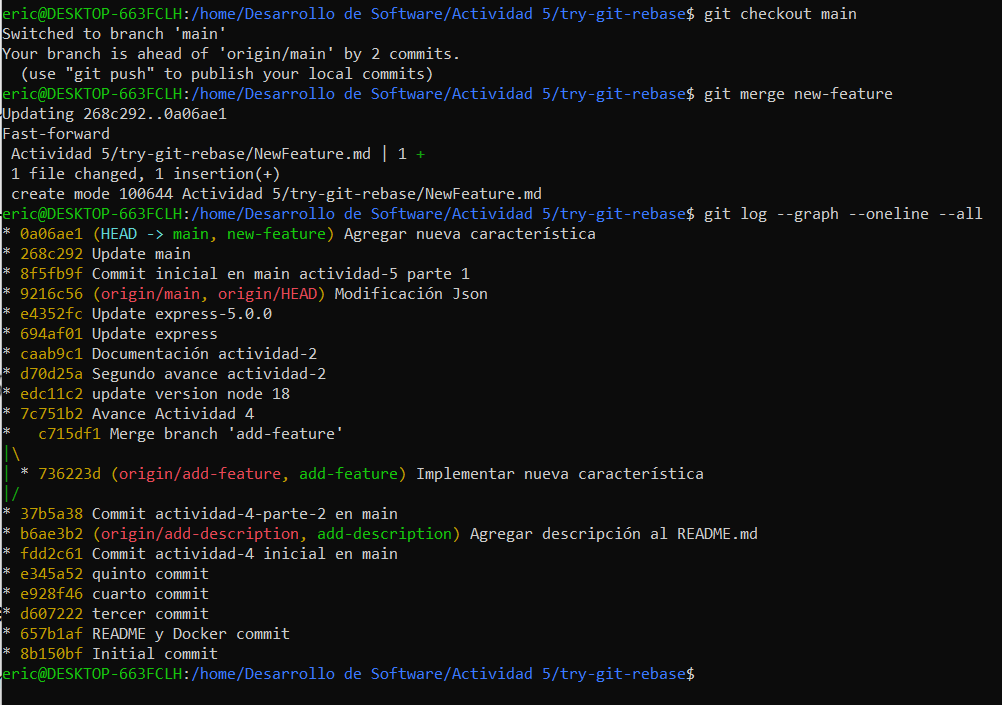 eric@DESKTOP-663FCLH:/home/Desarrollo de Software/Actividad 5/try-git-rebase$ git checkout main
Switched to branch 'main'
Your branch is ahead of 'origin/main' by 2 commits.
  (use "git push" to publish your local commits)
eric@DESKTOP-663FCLH:/home/Desarrollo de Software/Actividad 5/try-git-rebase$ git merge new-feature
Updating 268c292..0a06ae1
Fast-forward
 Actividad 5/try-git-rebase/NewFeature.md | 1 +
 1 file changed, 1 insertion(+)
 create mode 100644 Actividad 5/try-git-rebase/NewFeature.md
eric@DESKTOP-663FCLH:/home/Desarrollo de Software/Actividad 5/try-git-rebase$ git log --graph --oneline --all
* 0a06ae1 (HEAD -> main, new-feature) Agregar nueva característica
* 268c292 Update main
* 8f5fb9f Commit inicial en main actividad-5 parte 1
* 9216c56 (origin/main, origin/HEAD) Modificación Json
* e4352fc Update express-5.0.0
* 694af01 Update express
* caab9c1 Documentación actividad-2
* d70d25a Segundo avance actividad-2
* edc11c2 update version node 18
* 7c751b2 Avance Actividad 4
*   c715df1 Merge branch 'add-feature'
|\
| * 736223d (origin/add-feature, add-feature) Implementar nueva característica
|/
* 37b5a38 Commit actividad-4-parte-2 en main
* b6ae3b2 (origin/add-description, add-description) Agregar descripción al README.md
* fdd2c61 Commit actividad-4 inicial en main
* e345a52 quinto commit
* e928f46 cuarto commit
* d607222 tercer commit
* 657b1af README y Docker commit
* 8b150bf Initial commit
eric@DESKTOP-663FCLH:/home/Desarrollo de Software/Actividad 5/try-git-rebase$